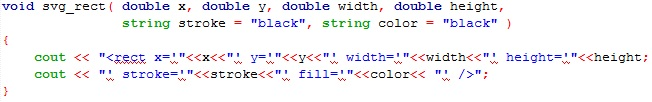 void svg_rect( double x, double y, double width, double height,
string stroke = "black", string color = "black" )
{
cout << "<rect x='"<<x<<"' y='"<<y<<"' width='"<<width<<"' height='"<<height;
cout << "' stroke='"<<stroke<<"' fill='"<<color<< "' />";
}